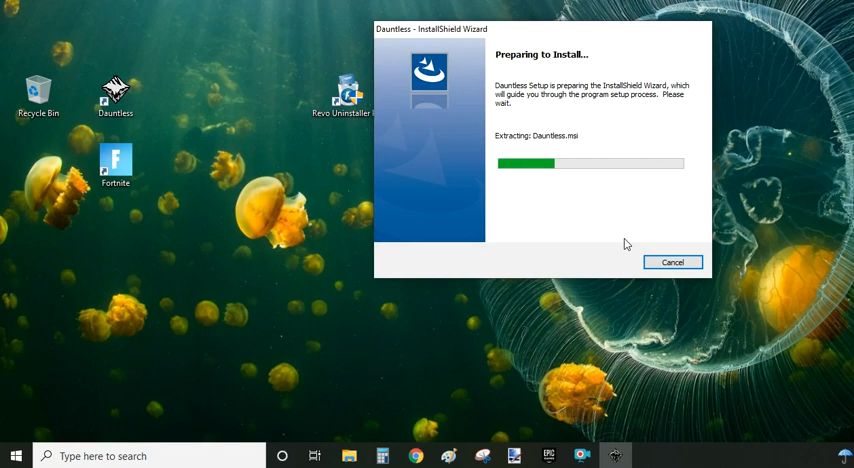 Dauntless - InstallShield Wizard
Preparing to Install...
Dauntless Setup is preparing the InstallShield Wizard, which
will guide you through the program setup process. Please
wait.
Extracting: Dauntless.msi
Cancel
Recycle Bin
Dauntless
Revo Uninstaller
Fortnite
Type here to search
EPIC